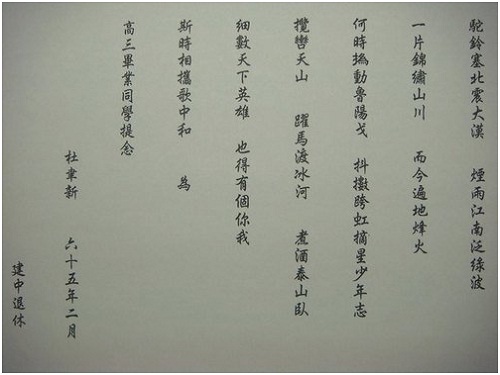 駝鈴塞北震大漠 煙雨江南泛綠波
一片錦繡山川 而今遍地烽火
何時撝動魯陽戈 抖擻跨虹摘星少年志
攬轡天山 躍馬渡冰河 煮酒泰山臥
細數天下英雄 也得有個你我
斯時相攜歌中和 為
高三畢業同學提念
杜聿新 六十五年二月
建中退休